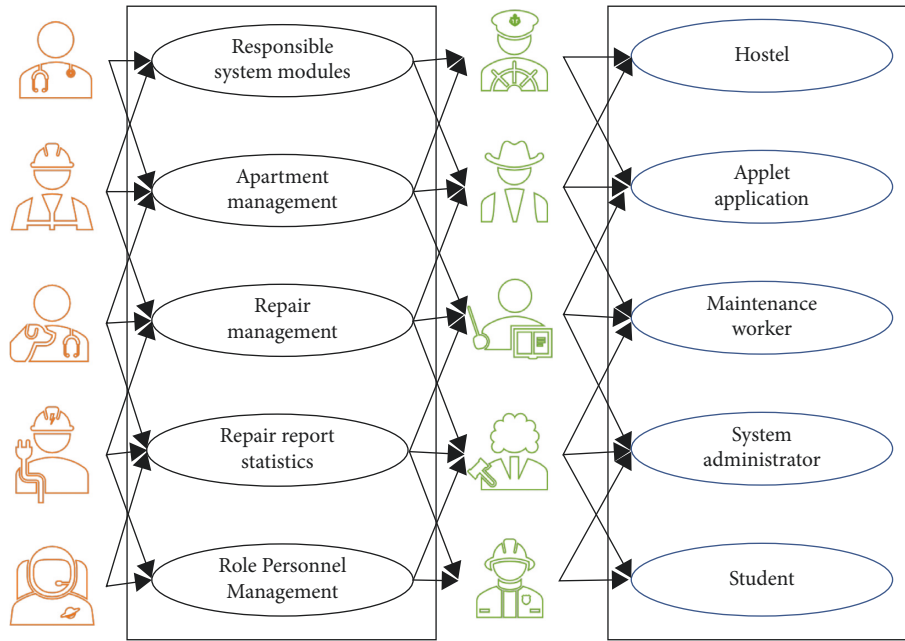 Responsible
system modules
Apartment
management
Repair
management
Repair report
statistics
Role Personnel
Management
Hostel
Applet
application
Maintenance
worker
System
administrator
Student